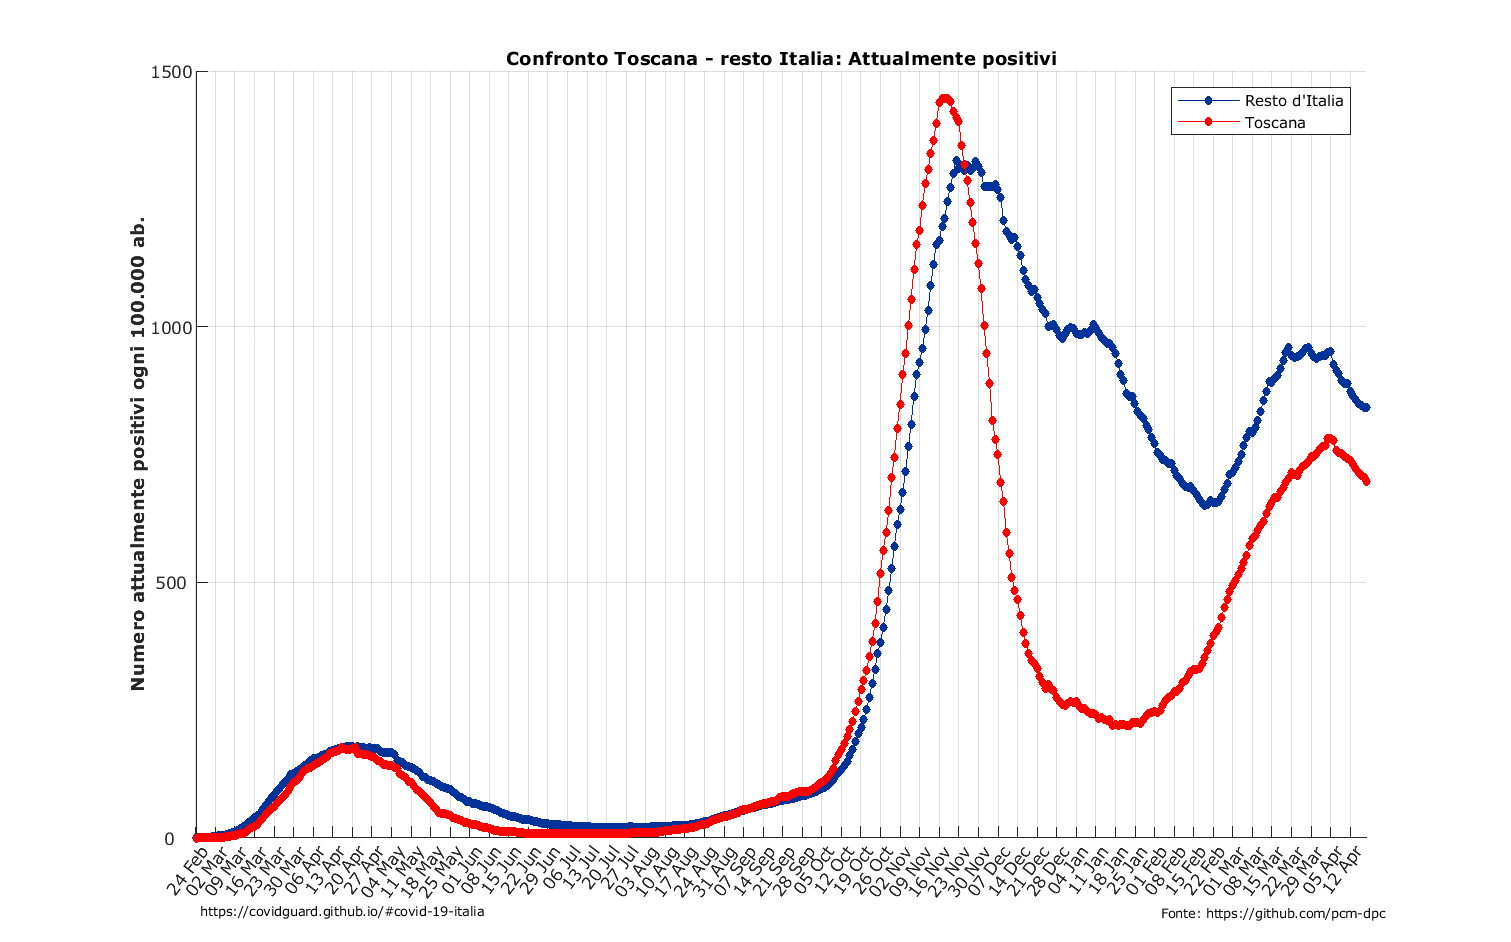 Confronto Toscana - resto Italia: Attualmente positivi
Resto d'Italia
Toscana
Numero attualmente positivi ogni 100.000 ab.
1500
1000
500
0
24 Feb
02 Mar
09 Mar
16 Mar
23 Mar
30 Mar
06 Apr
13 Apr
20 Apr
27 Apr
04 May
11 May
18 May
25 May
01 Jun
08 Jun
15 Jun
22 Jun
29 Jun
06 Jul
13 Jul
20 Jul
27 Jul
03 Aug
10 Aug
17 Aug
24 Aug
31 Aug
07 Sep
14 Sep
21 Sep
28 Sep
05 Oct
12 Oct
19 Oct
26 Oct
02 Nov
09 Nov
16 Nov
23 Nov
30 Nov
07 Dec
14 Dec
21 Dec
28 Dec
04 Jan
11 Jan
18 Jan
25 Jan
01 Feb
08 Feb
15 Feb
22 Feb
01 Mar
08 Mar
15 Mar
22 Mar
29 Mar
05 Apr
12 Apr
https://covidguard.github.io/#covid-19-italia
Fonte: https://github.com/pcm-dpc